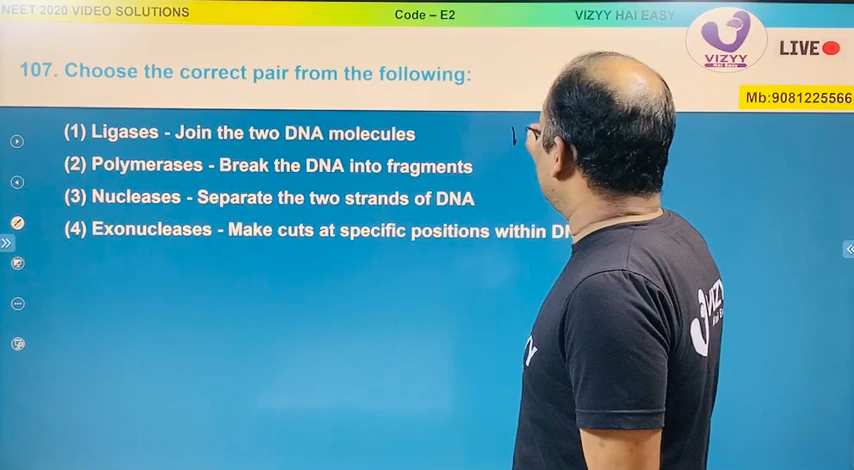 NEET 2020 VIDEO SOLUTIONS
Code – E2
VIZYY HAI EASY
VIZYY
Hai Easy
LIVE
Mb:9081225566
107. Choose the correct pair from the following:
(1) Ligases - Join the two DNA molecules
(2) Polymerases - Break the DNA into fragments
(3) Nucleases - Separate the two strands of DNA
(4) Exonucleases - Make cuts at specific positions within